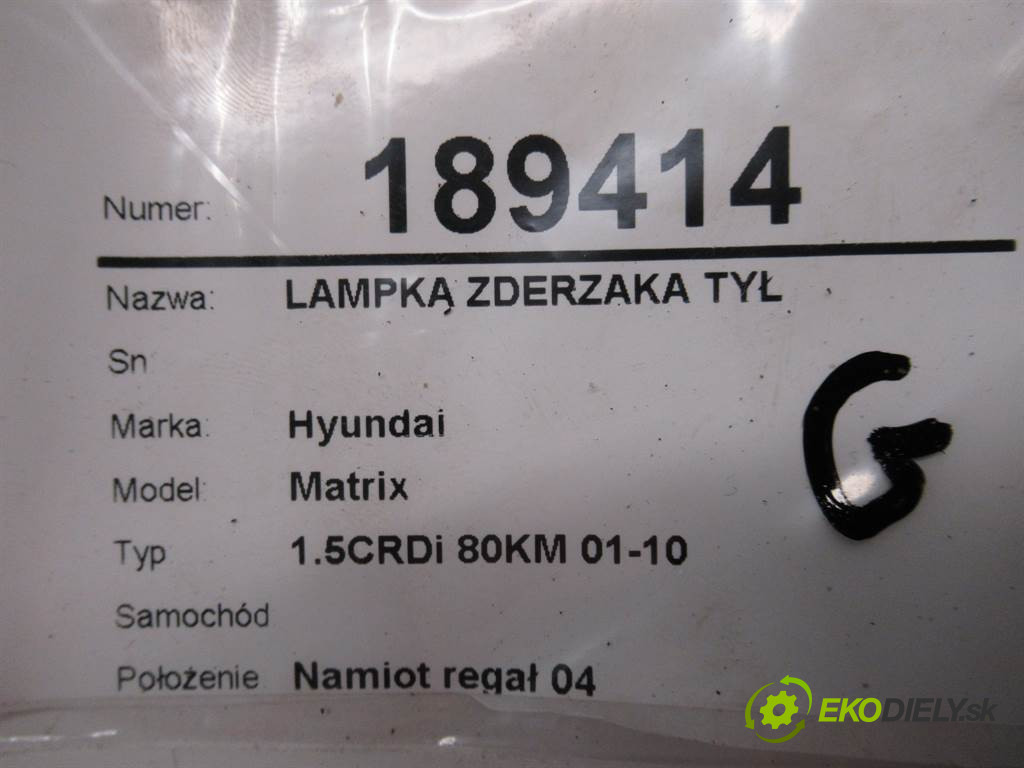 Numer: 189414
Nazwa: LAMPKA ZDERZAKA TYŁ
Sn
Marka: Hyundai
G
Model: Matrix
Typ 1.5CRDi 80KM 01-10
Samochód
Położenie Namiot regał 04
EKODIELY.sk